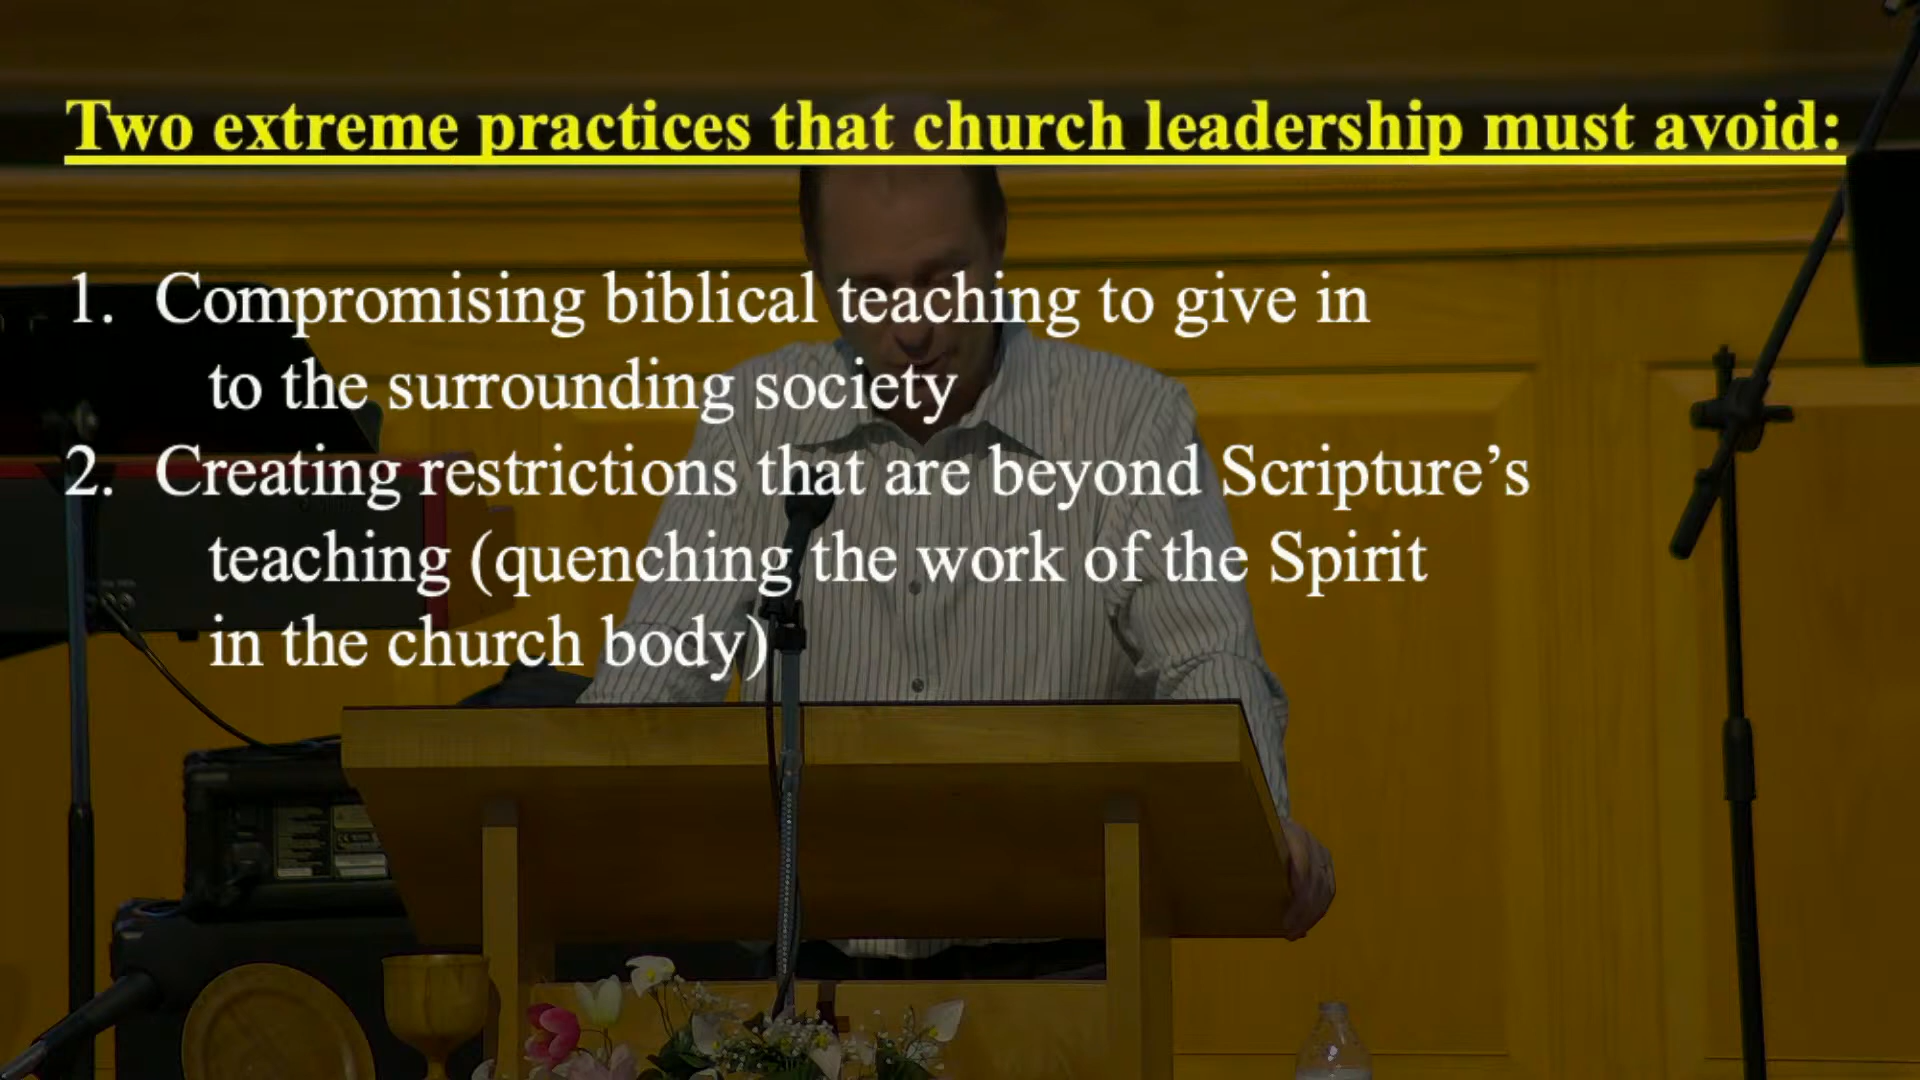 Two extreme practices that church leadership must avoid:
1. Compromising biblical teaching to give in
to the surrounding society
2. Creating restrictions that are beyond Scripture’s
teaching (quenching the work of the Spirit
in the church body)